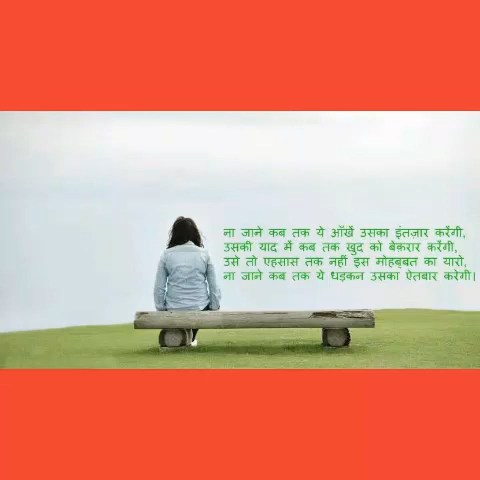 ना जाने कब तक ये आँखें उसका इंतज़ार करेंगी,
उसकी याद में कब तक खुद को बेक़रार करेंगी,
उसे तो एहसास तक नहीं इस मोहब्बत का यारो,
ना जाने कब तक ये धड़कन उसका ऐतबार करेगी।